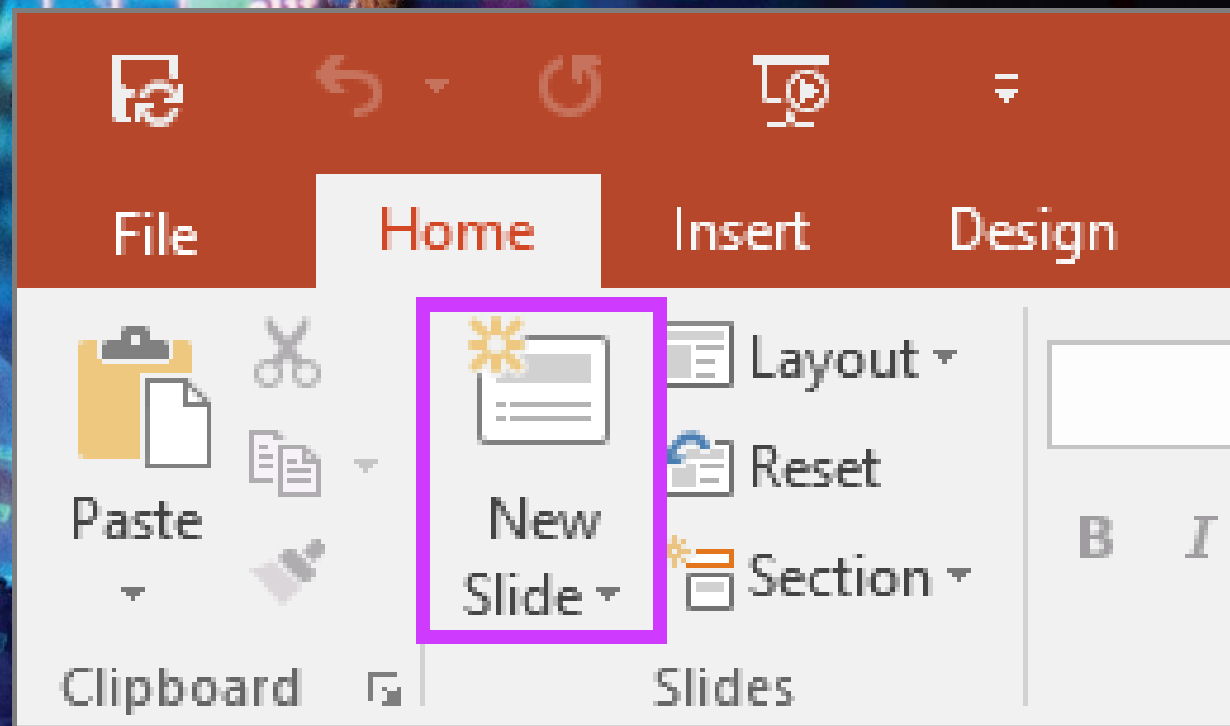 File Home Insert Design
Layout
Reset
Paste New B I
Slide Section
Clipboard Slides